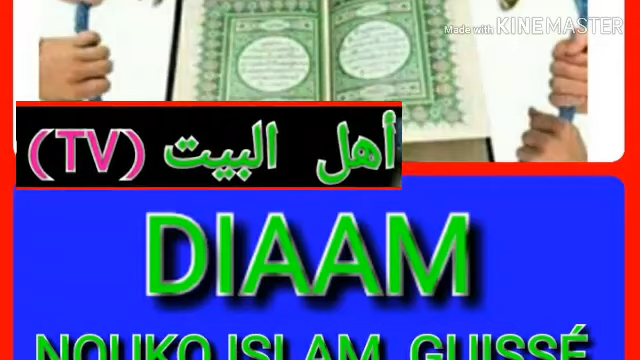 Made with KINEMASTER
أهل البيت (TV)
DIAAM
NOUKO ISLAM GUISSÉ